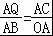 AQ/AB = AC/OA